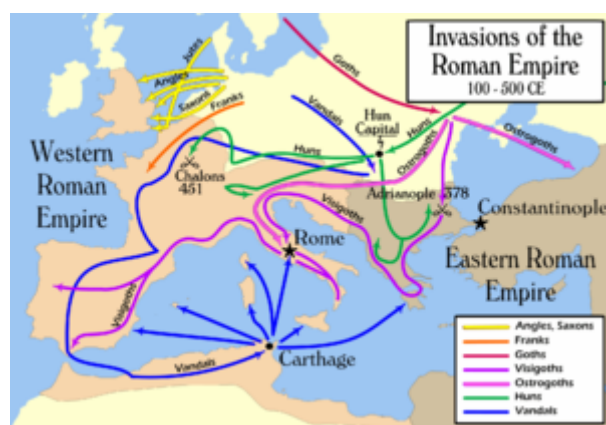 Invasions of the
Roman Empire
100 - 500 CE
Jutes
Angles
Saxons
Franks
Goths
Vandals
Hun
Capital
Huns
Ostrogoths
Huns
Ostrogoths
Western
Roman
Empire
Chalons
451
Adrianople 378
Constantinople
Visigoths
Rome
Eastern Roman
Empire
Visigoths
Carthage
Vandals
Angles, Saxons
Franks
Goths
Visigoths
Ostrogoths
Huns
Vandals